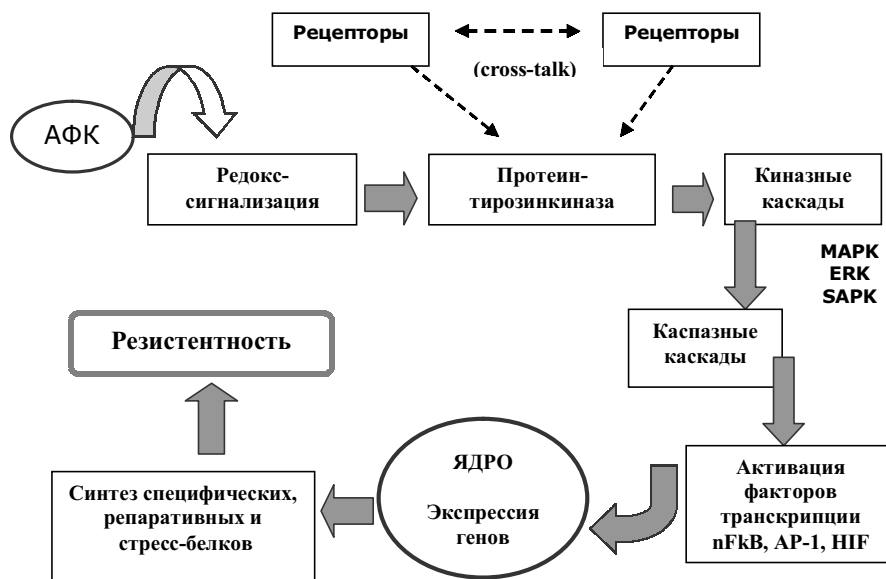 Рецепторы
Рецепторы
(cross-talk)
АФК
Редокс-
сигнализация
Протеин-
тирозинкиназа
Киназные
каскады
MAPK
ERK
SAPK
Каспазные
каскады
Активация
факторов
транскрипции
nFkB, AP-1, HIF
ЯДРО
Экспрессия
генов
Синтез специфических,
репаративных и
стресс-белков
Резистентность